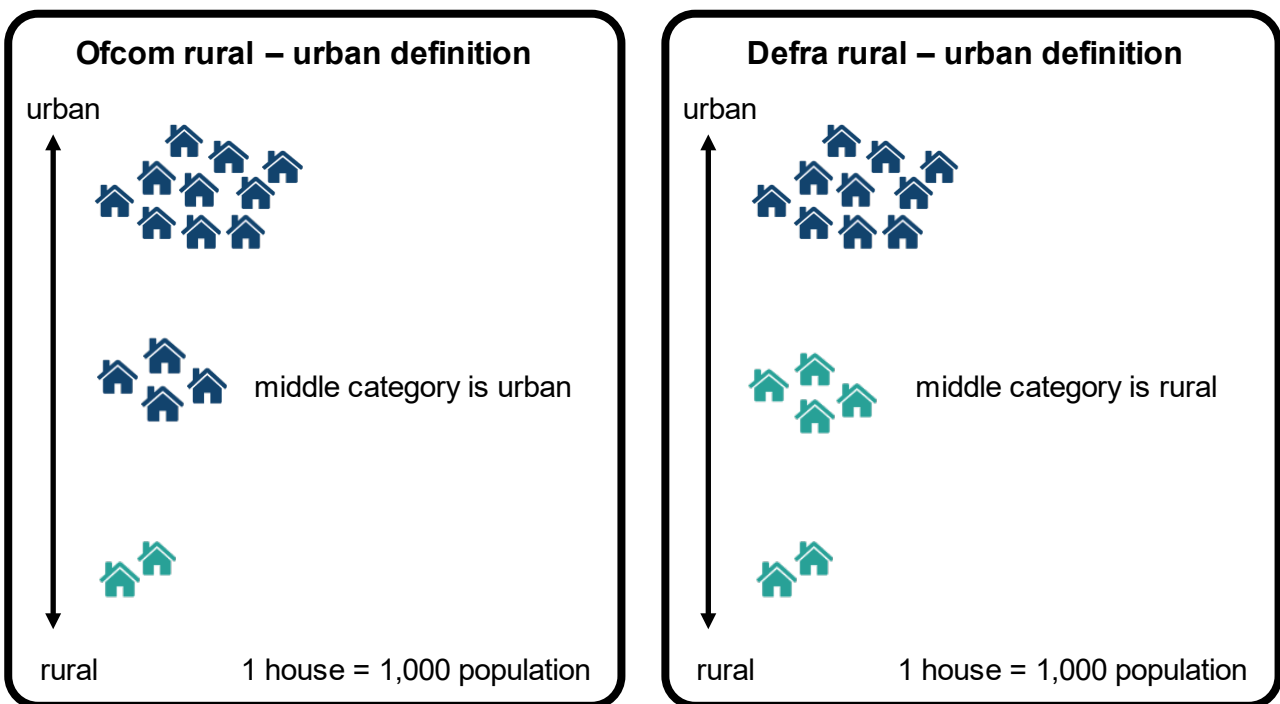 Ofcom rural – urban definition
urban
middle category is urban
rural
1 house = 1,000 population
Defra rural – urban definition
urban
middle category is rural
rural
1 house = 1,000 population